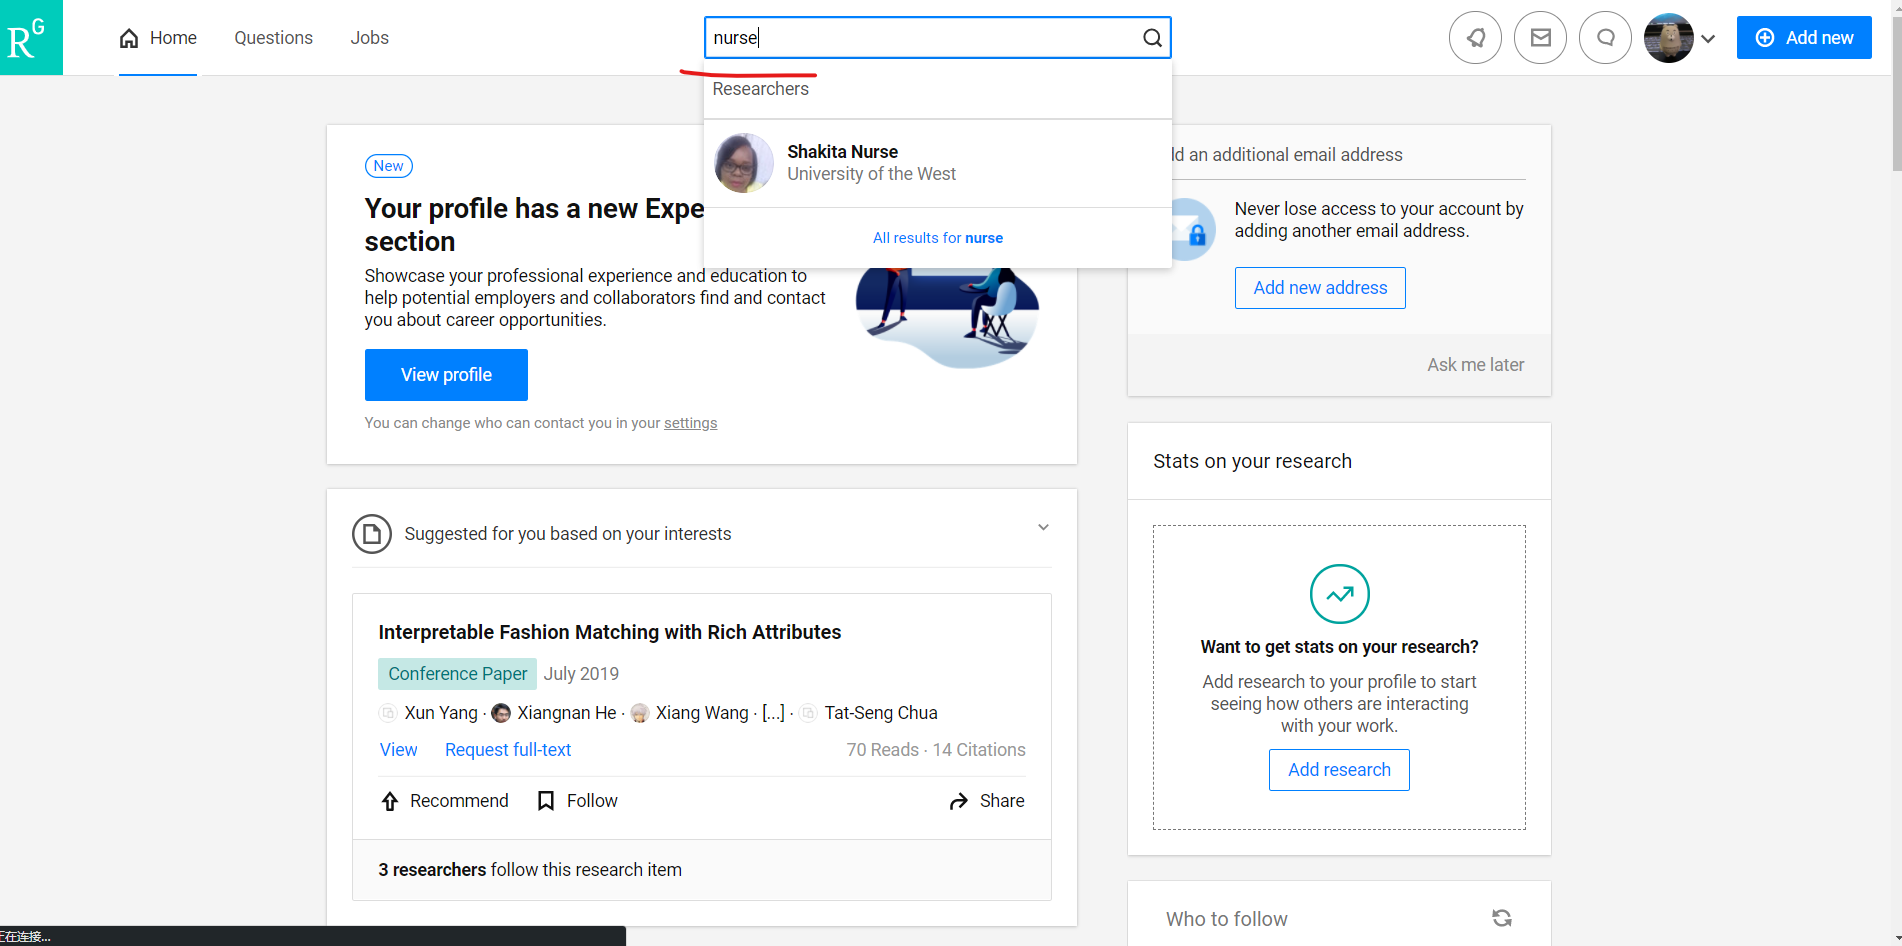 RG
Home
Questions
Jobs
nurse
Add new
Researchers
Shakita Nurse
University of the West
All results for nurse
New
Your profile has a new Expe
section
Showcase your professional experience and education to
help potential employers and collaborators find and contact
you about career opportunities.
View profile
You can change who can contact you in your settings
ld an additional email address
Never lose access to your account by
adding another email address.
Add new address
Ask me later
Suggested for you based on your interests
Interpretable Fashion Matching with Rich Attributes
Conference Paper July 2019
Xun Yang · Xiangnan He · Xiang Wang · [...] · Tat-Seng Chua
View Request full-text 70 Reads · 14 Citations
Recommend Follow Share
3 researchers follow this research item
Stats on your research
Want to get stats on your research?
Add research to your profile to start
seeing how others are interacting
with your work.
Add research
Who to follow
正在连接...